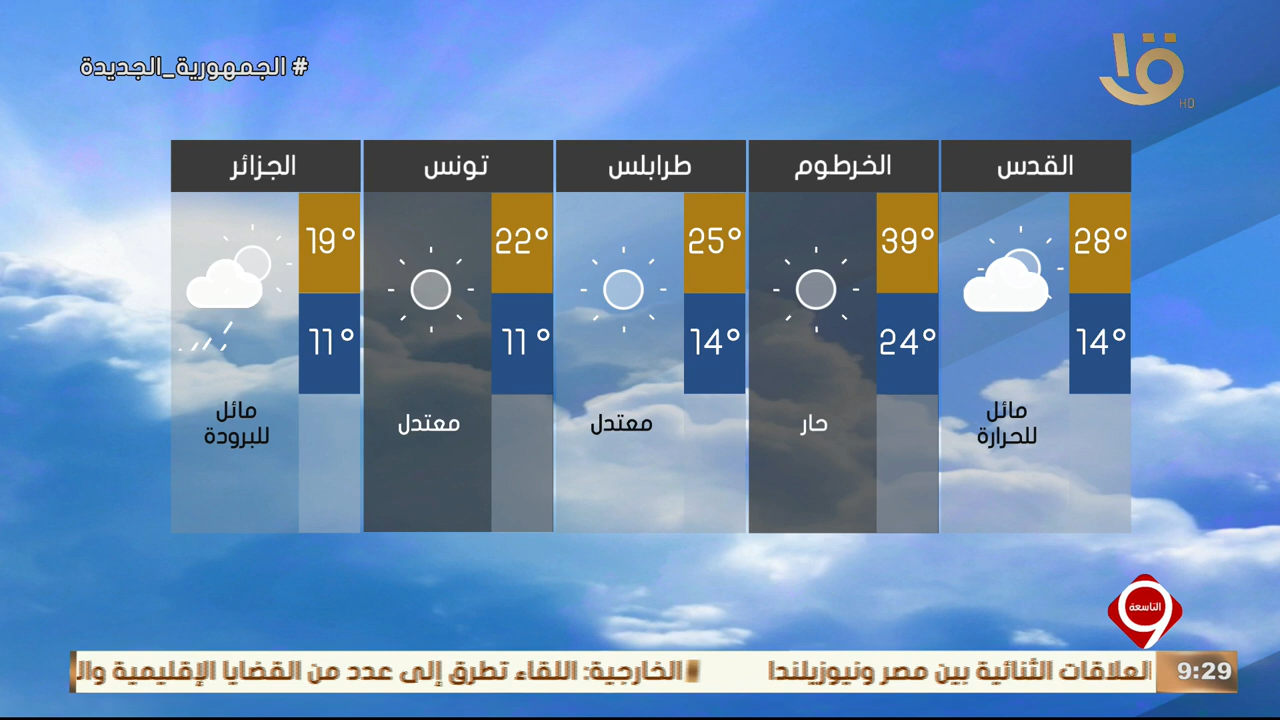 #الجمهورية_الجديدة
HD
القدس
28°
14°
مائل
للحرارة
الخرطوم
39°
24°
حار
طرابلس
25°
14°
معتدل
تونس
22°
11°
معتدل
الجزائر
19°
11°
مائل
للبرودة
التاسعة
9
9:29
العلاقات الثنائية بين مصر ونيوزيلندا الخارجية: اللقاء تطرق إلى عدد من القضايا الإقليمية